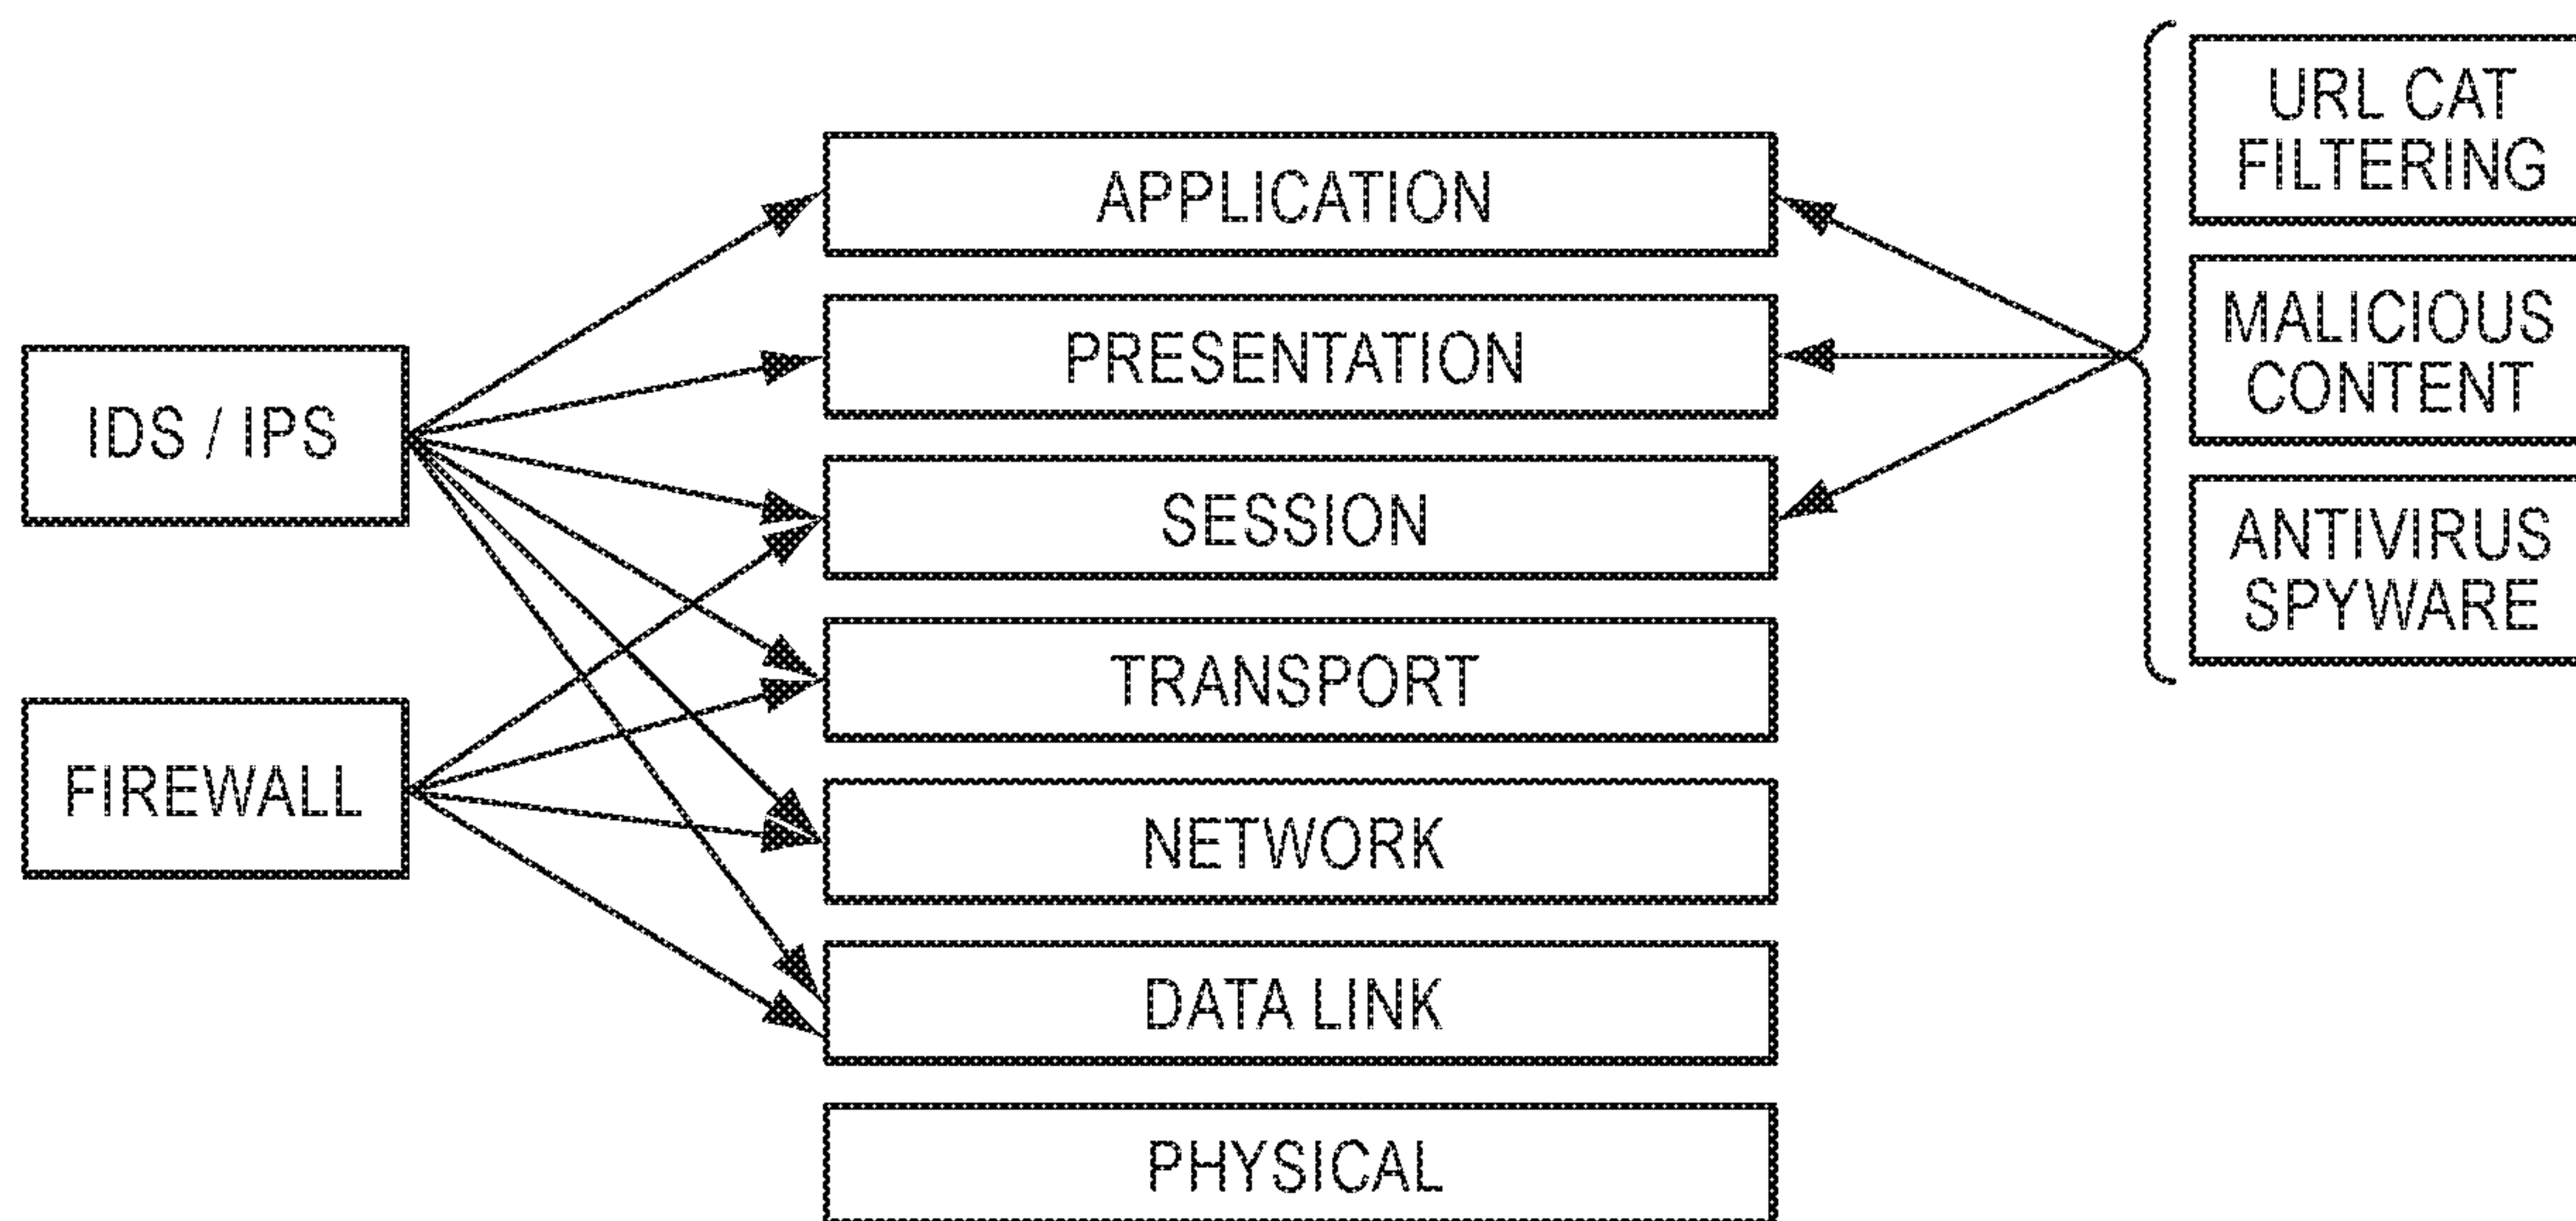 IDS / IPS
FIREWALL
APPLICATION
PRESENTATION
SESSION
TRANSPORT
NETWORK
DATA LINK
PHYSICAL
URL CAT
FILTERING
MALICIOUS
CONTENT
ANTIVIRUS
SPYWARE